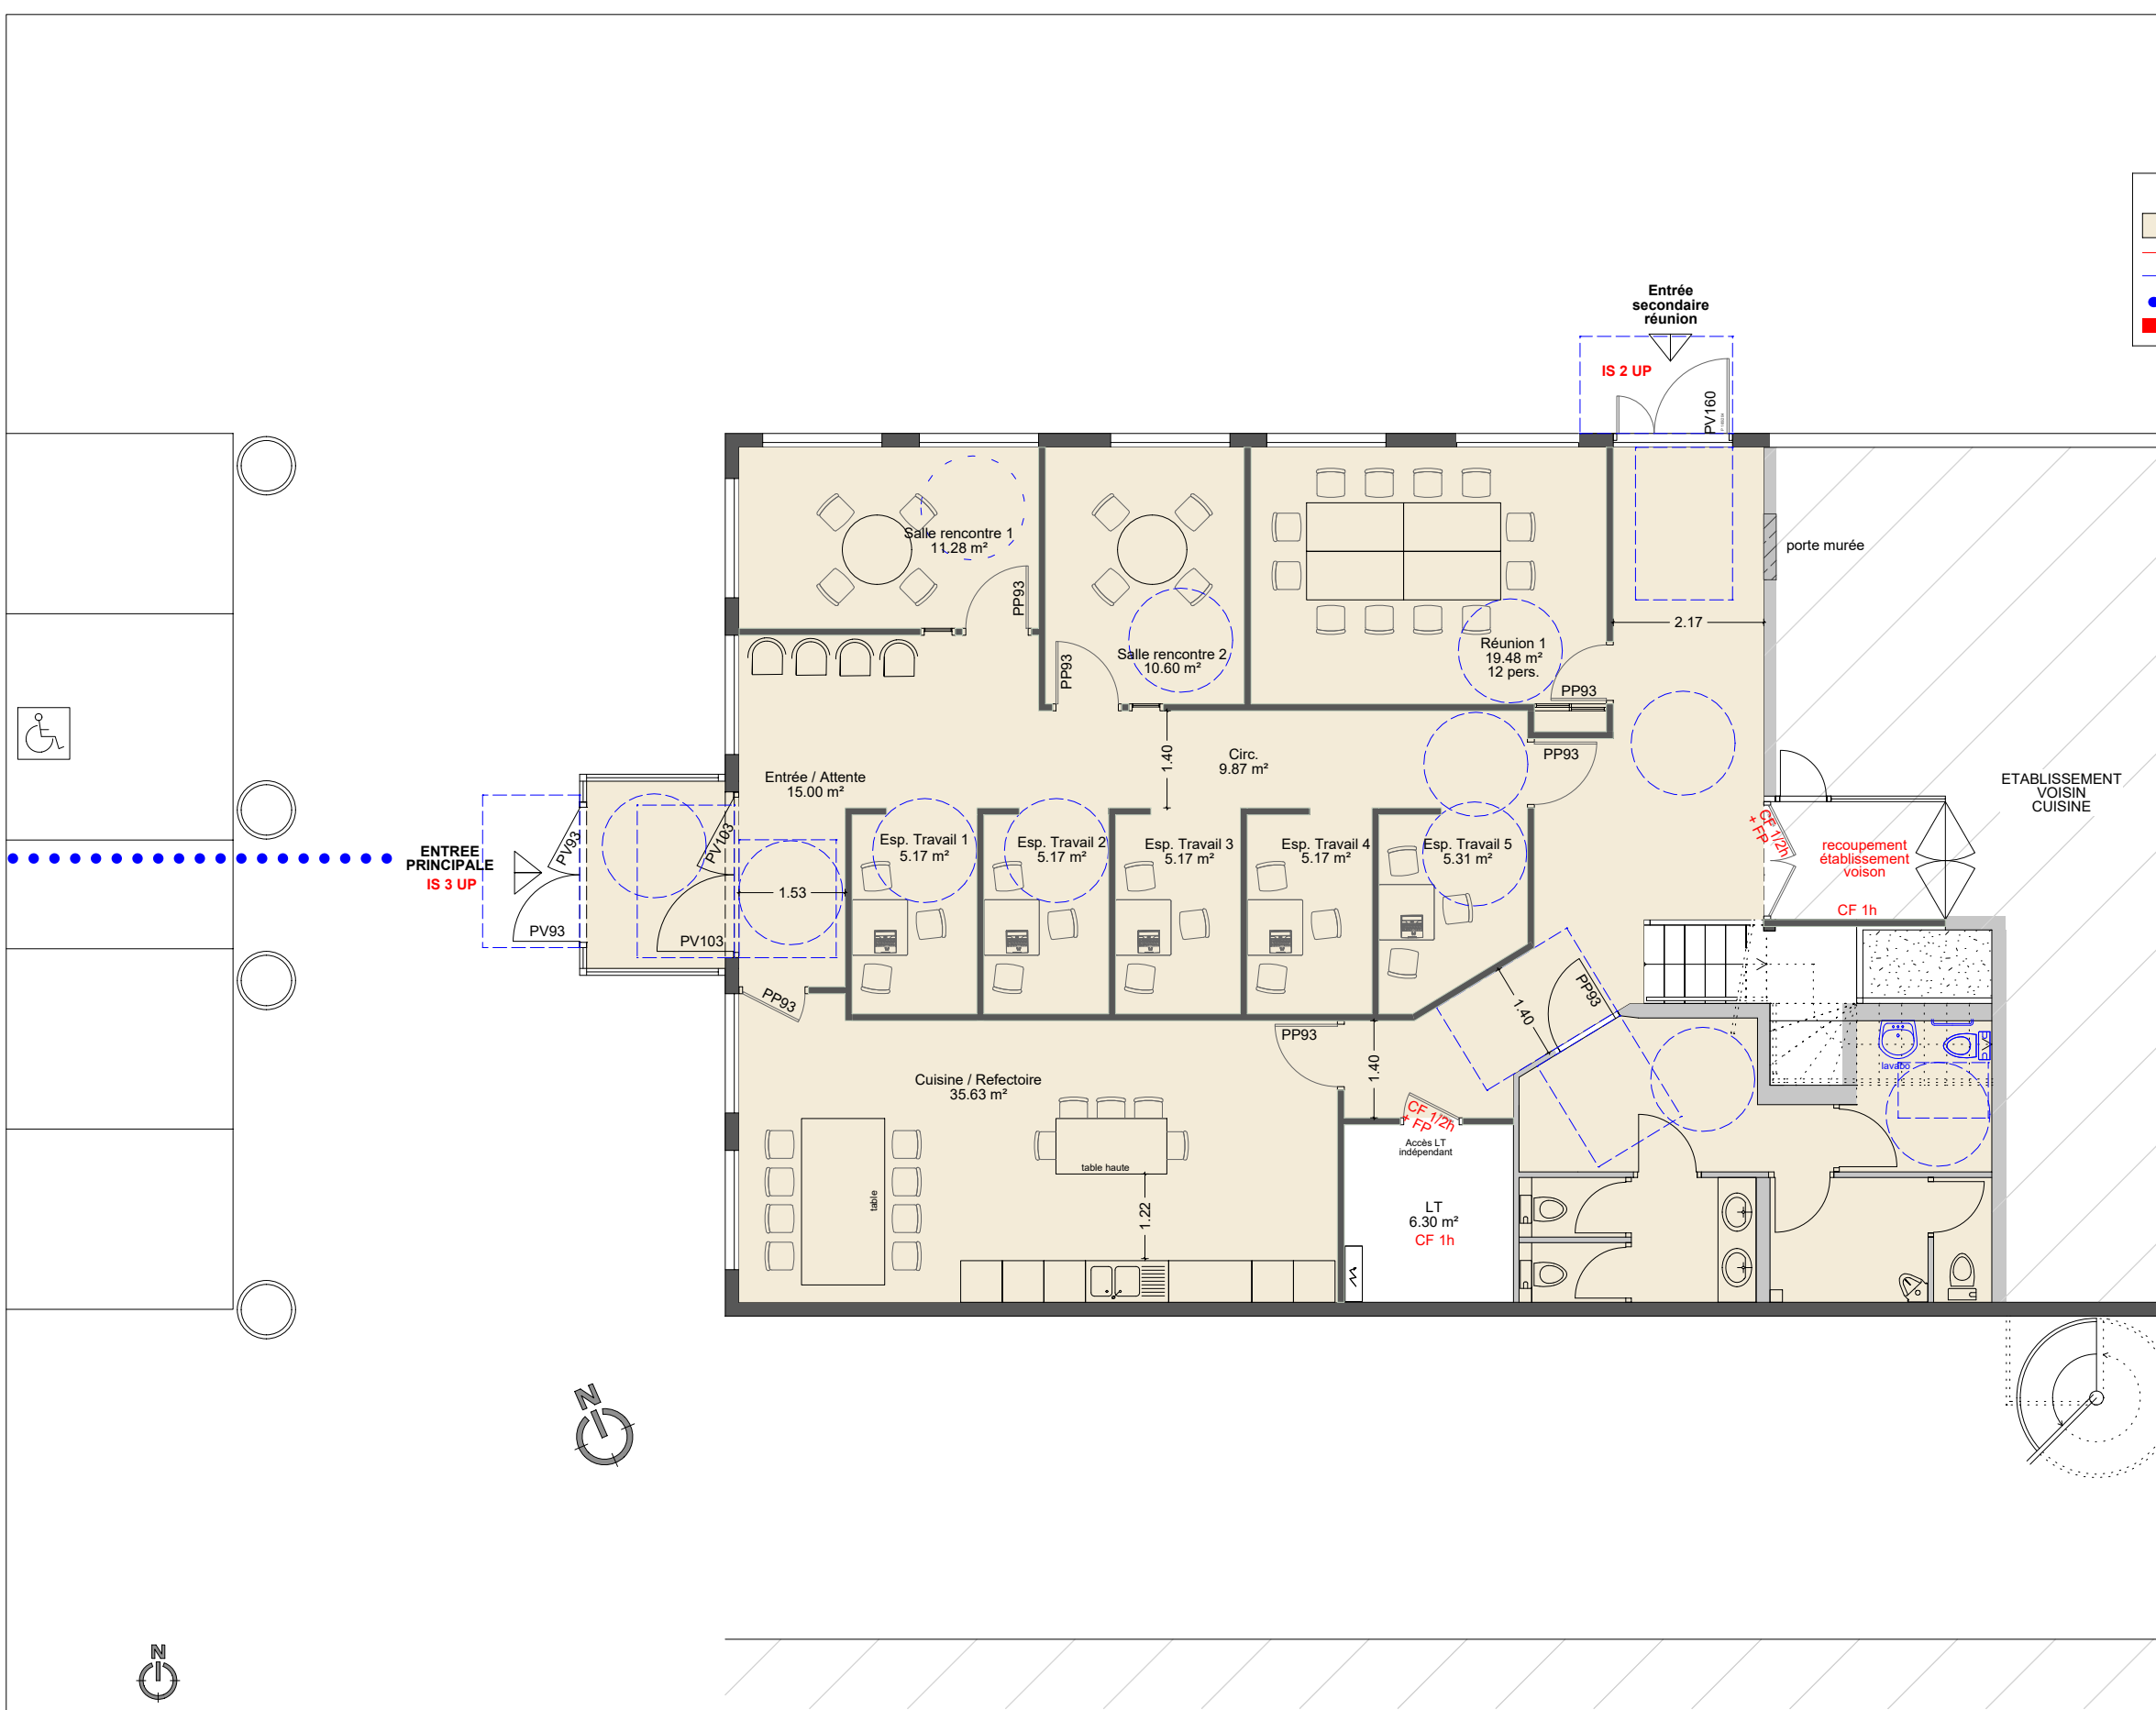 Entrée
secondaire
réunion
IS 2 UP
PV160
Salle rencontre 1
11.28 m²
PP93
Salle rencontre 2
10.60 m²
PP93
Réunion 1
19.48 m²
12 pers.
PP93
2.17
porte murée
Entrée / Attente
15.00 m²
1.40
Circ.
9.87 m²
PP93
ETABLISSEMENT
VOISIN
CUISINE
ENTREE
PRINCIPALE
IS 3 UP
PV93
PV93
PV103
PV103
1.53
Esp. Travail 1
5.17 m²
Esp. Travail 2
5.17 m²
Esp. Travail 3
5.17 m²
Esp. Travail 4
5.17 m²
Esp. Travail 5
5.31 m²
CF 1/2h
+ FP
recoupement
établissement
voison
CF 1h
PP93
PP93
1.40
PP93
1.40
lavabo
Cuisine / Refectoire
35.63 m²
CF 1/2h
+ FP
Accès LT
indépendant
table haute
table
1.22
LT
6.30 m²
CF 1h
N
N